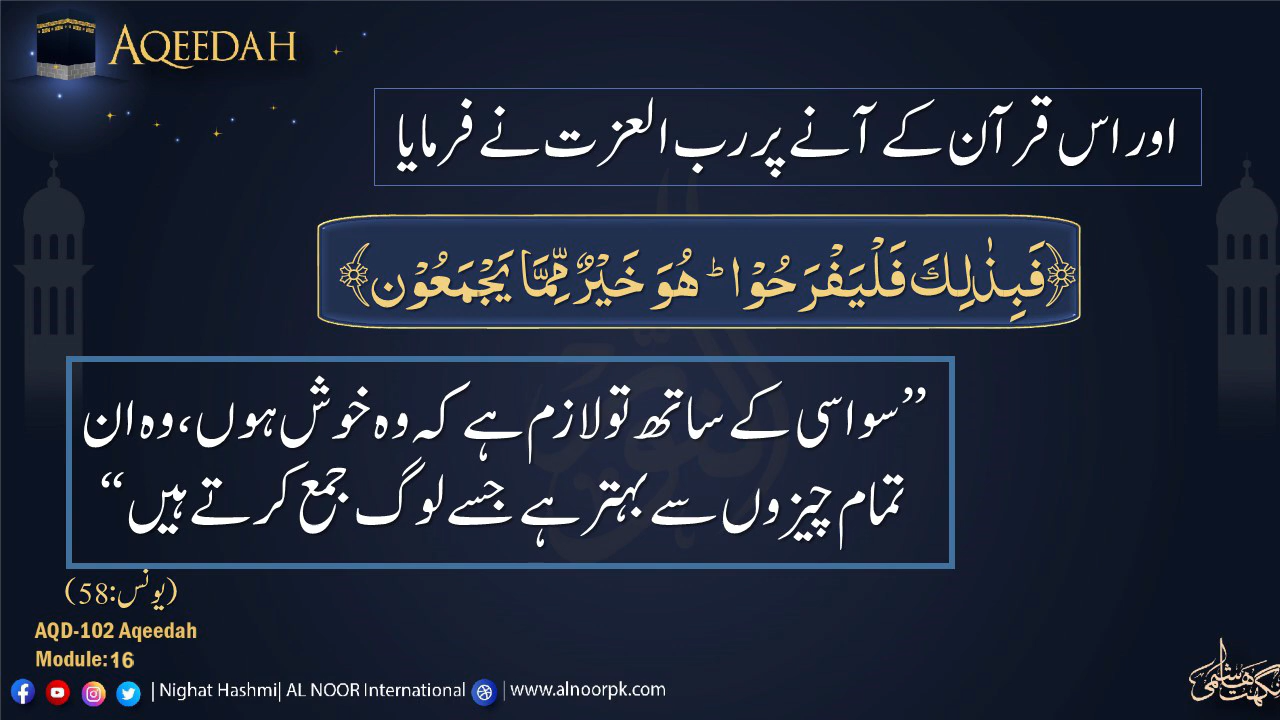 AQEEDAH
اور اس قرآن کے آنے پر رب العزت نے فرمایا
﴿فَبِذٰلِكَ فَلْيَفْرَحُوْا ؕ هُوَ خَيْرٌ مِّمَّا يَجْمَعُوْن﴾
”سو اسی کے ساتھ تو لازم ہے کہ وہ خوش ہوں، وہ ان
تمام چیزوں سے بہتر ہے جسے لوگ جمع کرتے ہیں“
(یونس:58)
AQD-102 Aqeedah
Module:16
| Nighat Hashmi| AL NOOR International | www.alnoorpk.com
نگہت ہاشمی